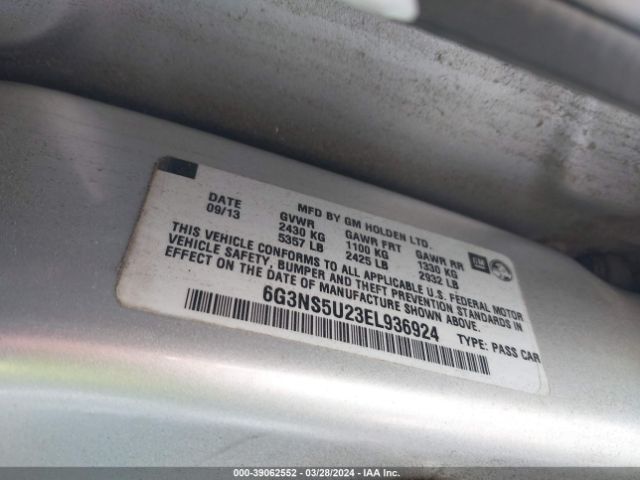 MFD BY GM HOLDEN LTD.
DATE GVWR GAWR FRT GAWR RR
09/13 2430 KG 1100 KG 1330 KG
5357 LB 2425 LB 2932 LB
GM
THIS VEHICLE CONFORMS TO ALL APPLICABLE U.S. FEDERAL MOTOR
VEHICLE SAFETY, BUMPER AND THEFT PREVENTION STANDARDS IN
EFFECT ON THE DATE OF MANUFACTURE SHOWN ABOVE.
6G3NS5U23EL936924 TYPE: PASS CAR
000-39062552 / 03/28/2024 - IAA Inc.